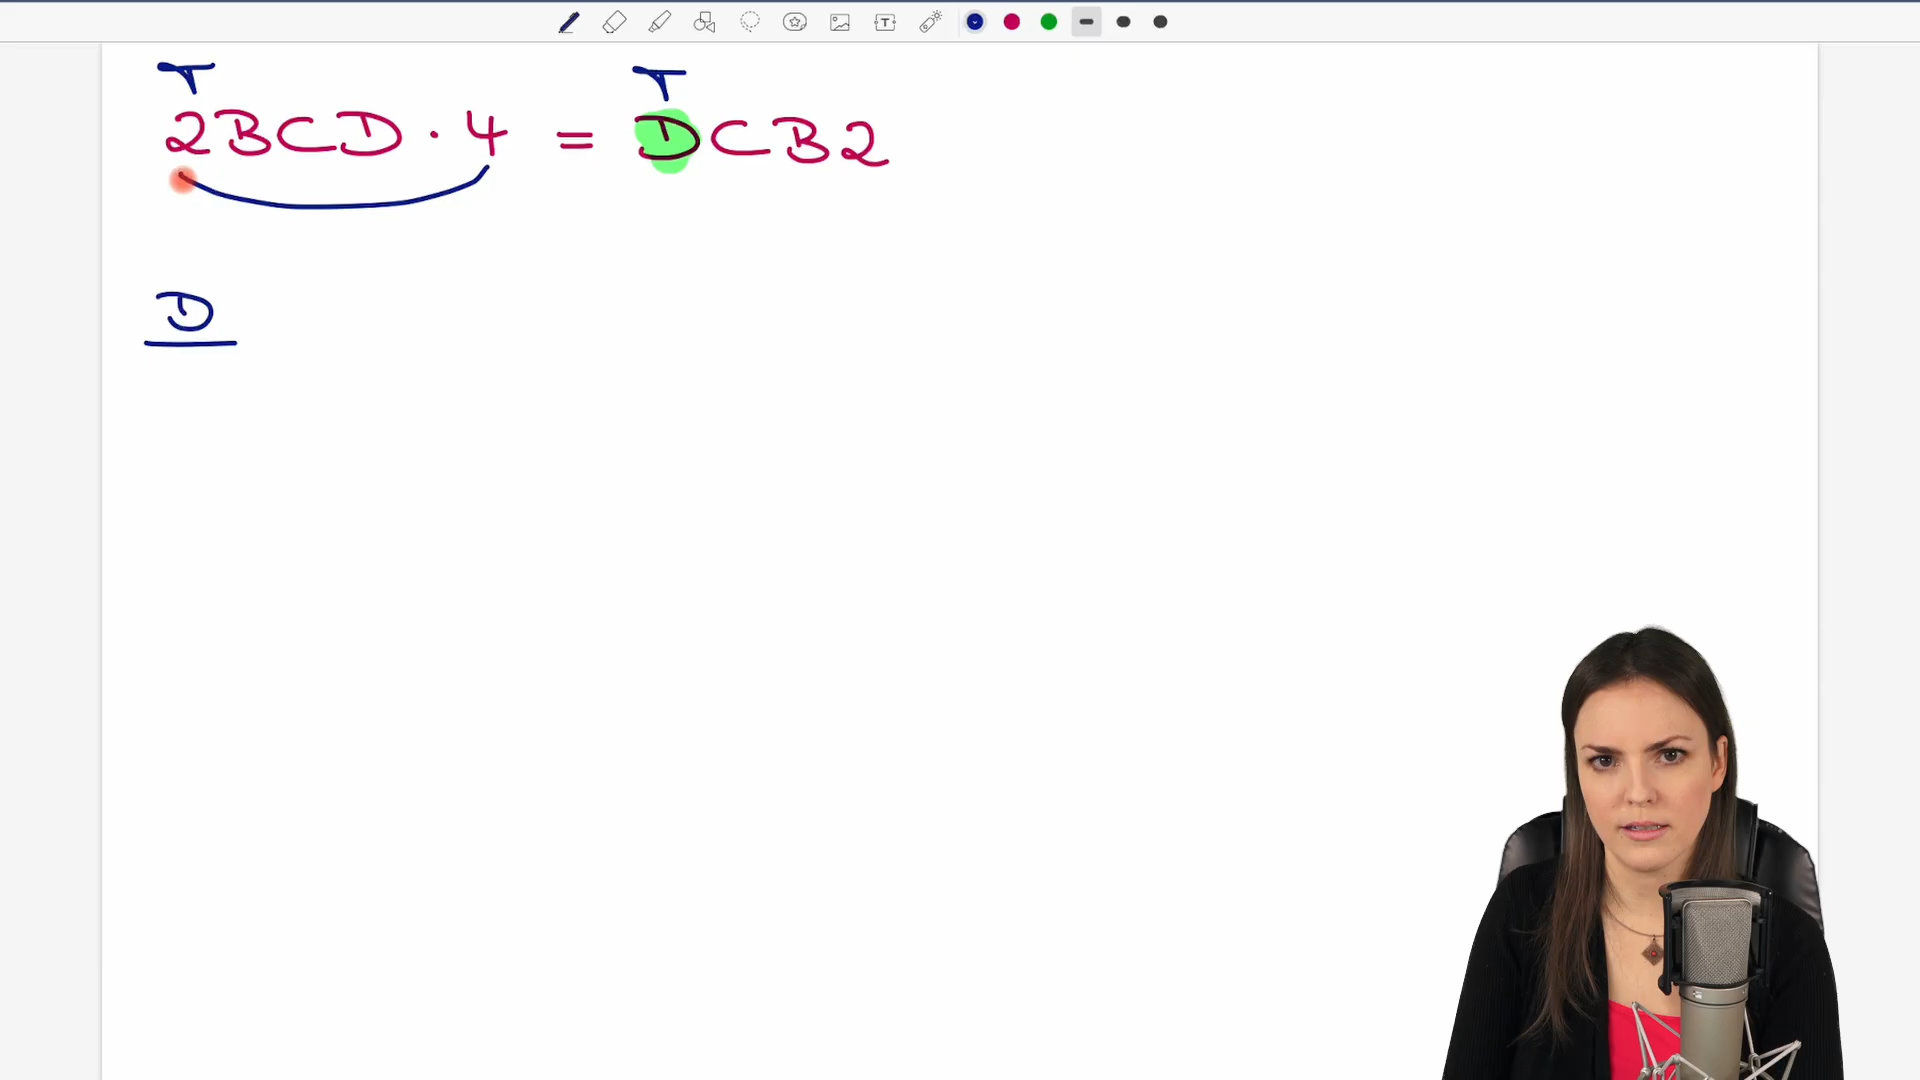 T T
2BCD · 4 = DCB2
D